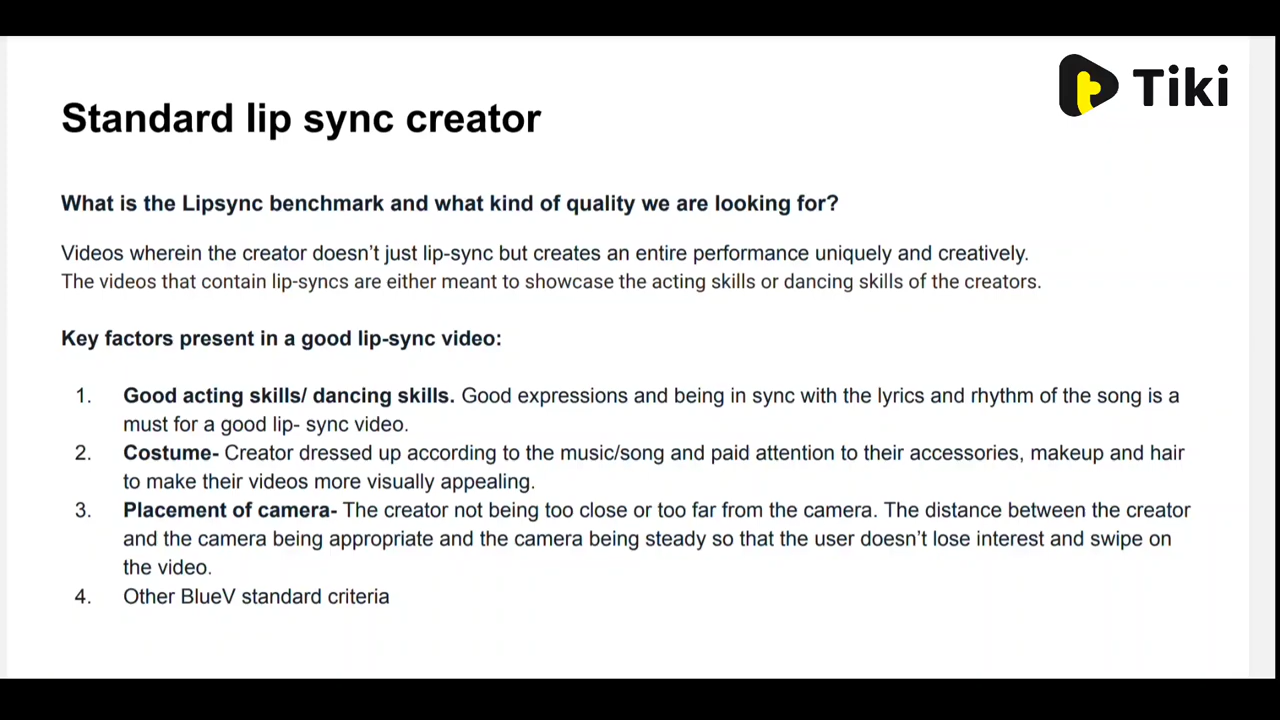 Tiki
Standard lip sync creator
What is the Lipsync benchmark and what kind of quality we are looking for?
Videos wherein the creator doesn’t just lip-sync but creates an entire performance uniquely and creatively.
The videos that contain lip-syncs are either meant to showcase the acting skills or dancing skills of the creators.
Key factors present in a good lip-sync video:
1. Good acting skills/ dancing skills. Good expressions and being in sync with the lyrics and rhythm of the song is a
must for a good lip- sync video.
2. Costume- Creator dressed up according to the music/song and paid attention to their accessories, makeup and hair
to make their videos more visually appealing.
3. Placement of camera- The creator not being too close or too far from the camera. The distance between the creator
and the camera being appropriate and the camera being steady so that the user doesn’t lose interest and swipe on
the video.
4. Other BlueV standard criteria